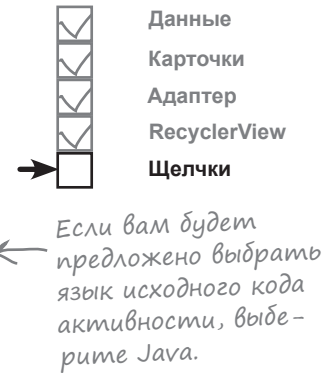 Данные
Карточки
Адаптер
RecyclerView
Щелчки
Если вам будет
предложено выбрать
язык исходного кода
активности, выбе-
рите Java.